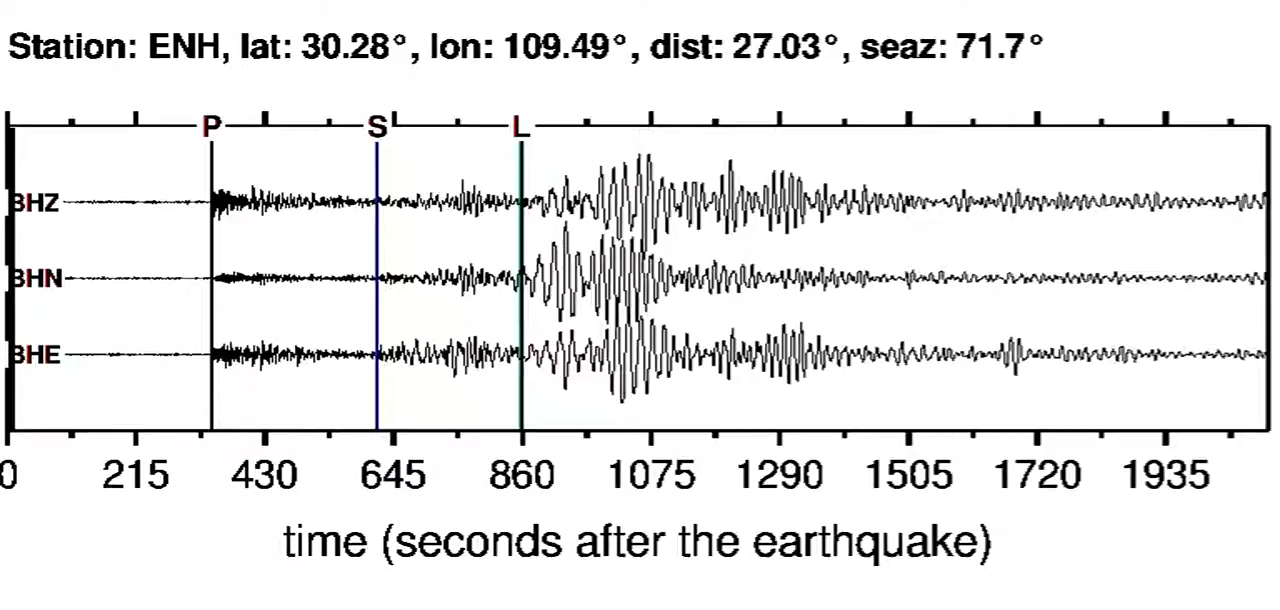 Station: ENH, lat: 30.28°, lon: 109.49°, dist: 27.03°, seaz: 71.7°
P S L
BHZ
BHN
BHE
0 215 430 645 860 1075 1290 1505 1720 1935
time (seconds after the earthquake)